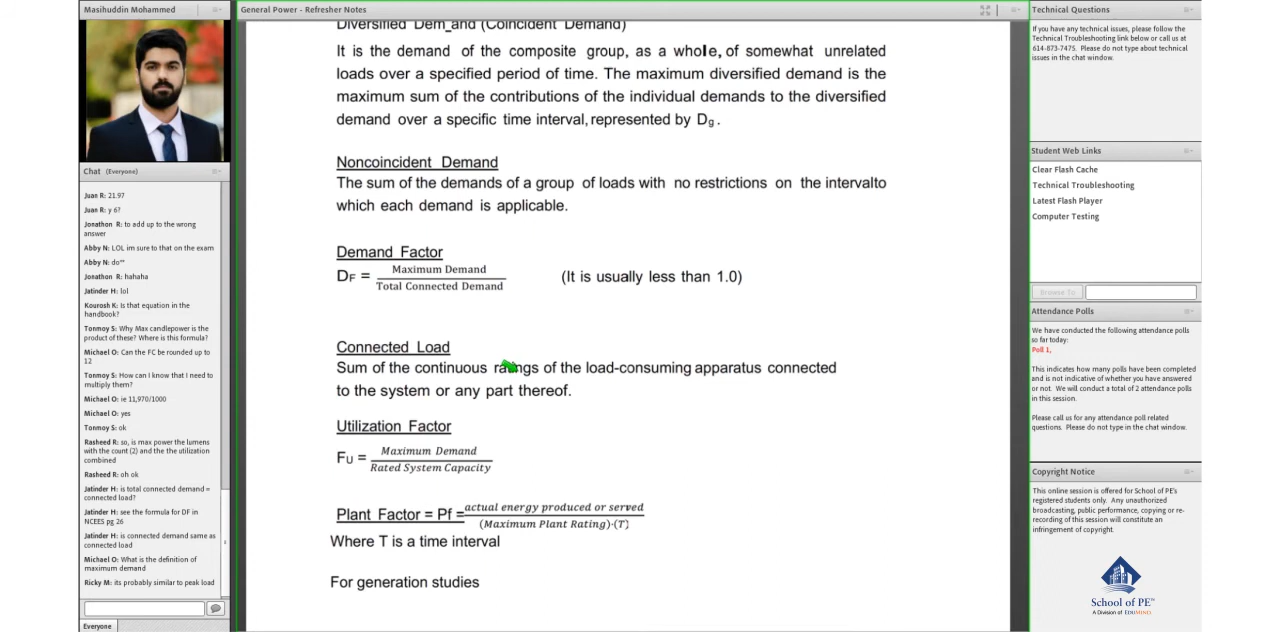 Masihuddin Mohammed
Chat (Everyone)
Juan R: 21.97
Juan R: y 6?
Jonathon R: to add up to the wrong
answer
Abby N: LOL im sure to that on the exam
Abby N: do**
Jonathon R: hahaha
Jatinder H: lol
Kourosh K: Is that equation in the
handbook?
Tonmoy S: Why Max candlepower is the
product of these? Where is this formula?
Michael O: Can the FC be rounded up to
12
Tonmoy S: How can I know that I need to
multiply them?
Michael O: ie 11,970/1000
Michael O: yes
Tonmoy S: ok
Rasheed R: so, is max power the lumens
with the count (2) and the the utilization
combined
Rasheed R: oh ok
Jatinder H: is total connected demand =
connected load?
Jatinder H: see the formula for DF in
NCEES pg 26
Jatinder H: is connected demand same as
connected load
Michael O: What is the definition of
maximum demand
Ricky M: its probably similar to peak load
Everyone
General Power - Refresher Notes
Diversified Dem_and (Coincident Demand)
It is the demand of the composite group, as a whole, of somewhat unrelated
loads over a specified period of time. The maximum diversified demand is the
maximum sum of the contributions of the individual demands to the diversified
demand over a specific time interval, represented by Dg.
Noncoincident Demand
The sum of the demands of a group of loads with no restrictions on the intervalto
which each demand is applicable.
Demand Factor
DF = Maximum Demand / Total Connected Demand (It is usually less than 1.0)
Connected Load
Sum of the continuous ratings of the load-consuming apparatus connected
to the system or any part thereof.
Utilization Factor
FU = Maximum Demand / Rated System Capacity
Plant Factor = Pf = actual energy produced or served / (Maximum Plant Rating)·(T)
Where T is a time interval
For generation studies
Technical Questions
If you have any technical issues, please follow the
Technical Troubleshooting link below or call us at
614-873-7475. Please do not type about technical
issues in the chat window.
Student Web Links
Clear Flash Cache
Technical Troubleshooting
Latest Flash Player
Computer Testing
Browse To
Attendance Polls
We have conducted the following attendance polls
so far today:
Poll 1,
This indicates how many polls have been completed
and is not indicative of whether you have answered
or not. We will conduct a total of 2 attendance polls
in this session.
Please call us for any attendance poll related
questions. Please do not type in the chat window.
Copyright Notice
This online session is offered for School of PE's
registered students only. Any unauthorized
broadcasting, public performance, copying or re-
recording of this session will constitute an
infringement of copyright.
School of PE™
A Division of EDUMIND